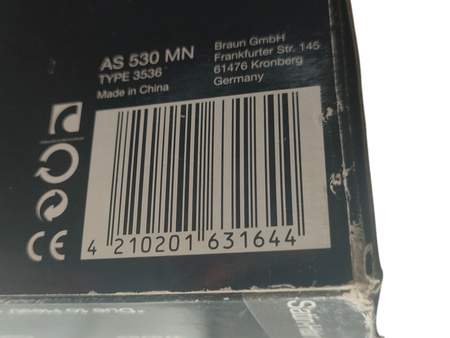 AS 530 MN
TYPE 3536
Made in China
Braun GmbH
Frankfurter Str. 145
61476 Kronberg
Germany
CE
4 210201 631644